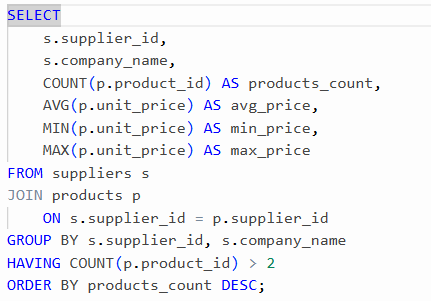 SELECT
    s.supplier_id,
    s.company_name,
    COUNT(p.product_id) AS products_count,
    AVG(p.unit_price) AS avg_price,
    MIN(p.unit_price) AS min_price,
    MAX(p.unit_price) AS max_price
FROM suppliers s
JOIN products p
    ON s.supplier_id = p.supplier_id
GROUP BY s.supplier_id, s.company_name
HAVING COUNT(p.product_id) > 2
ORDER BY products_count DESC;